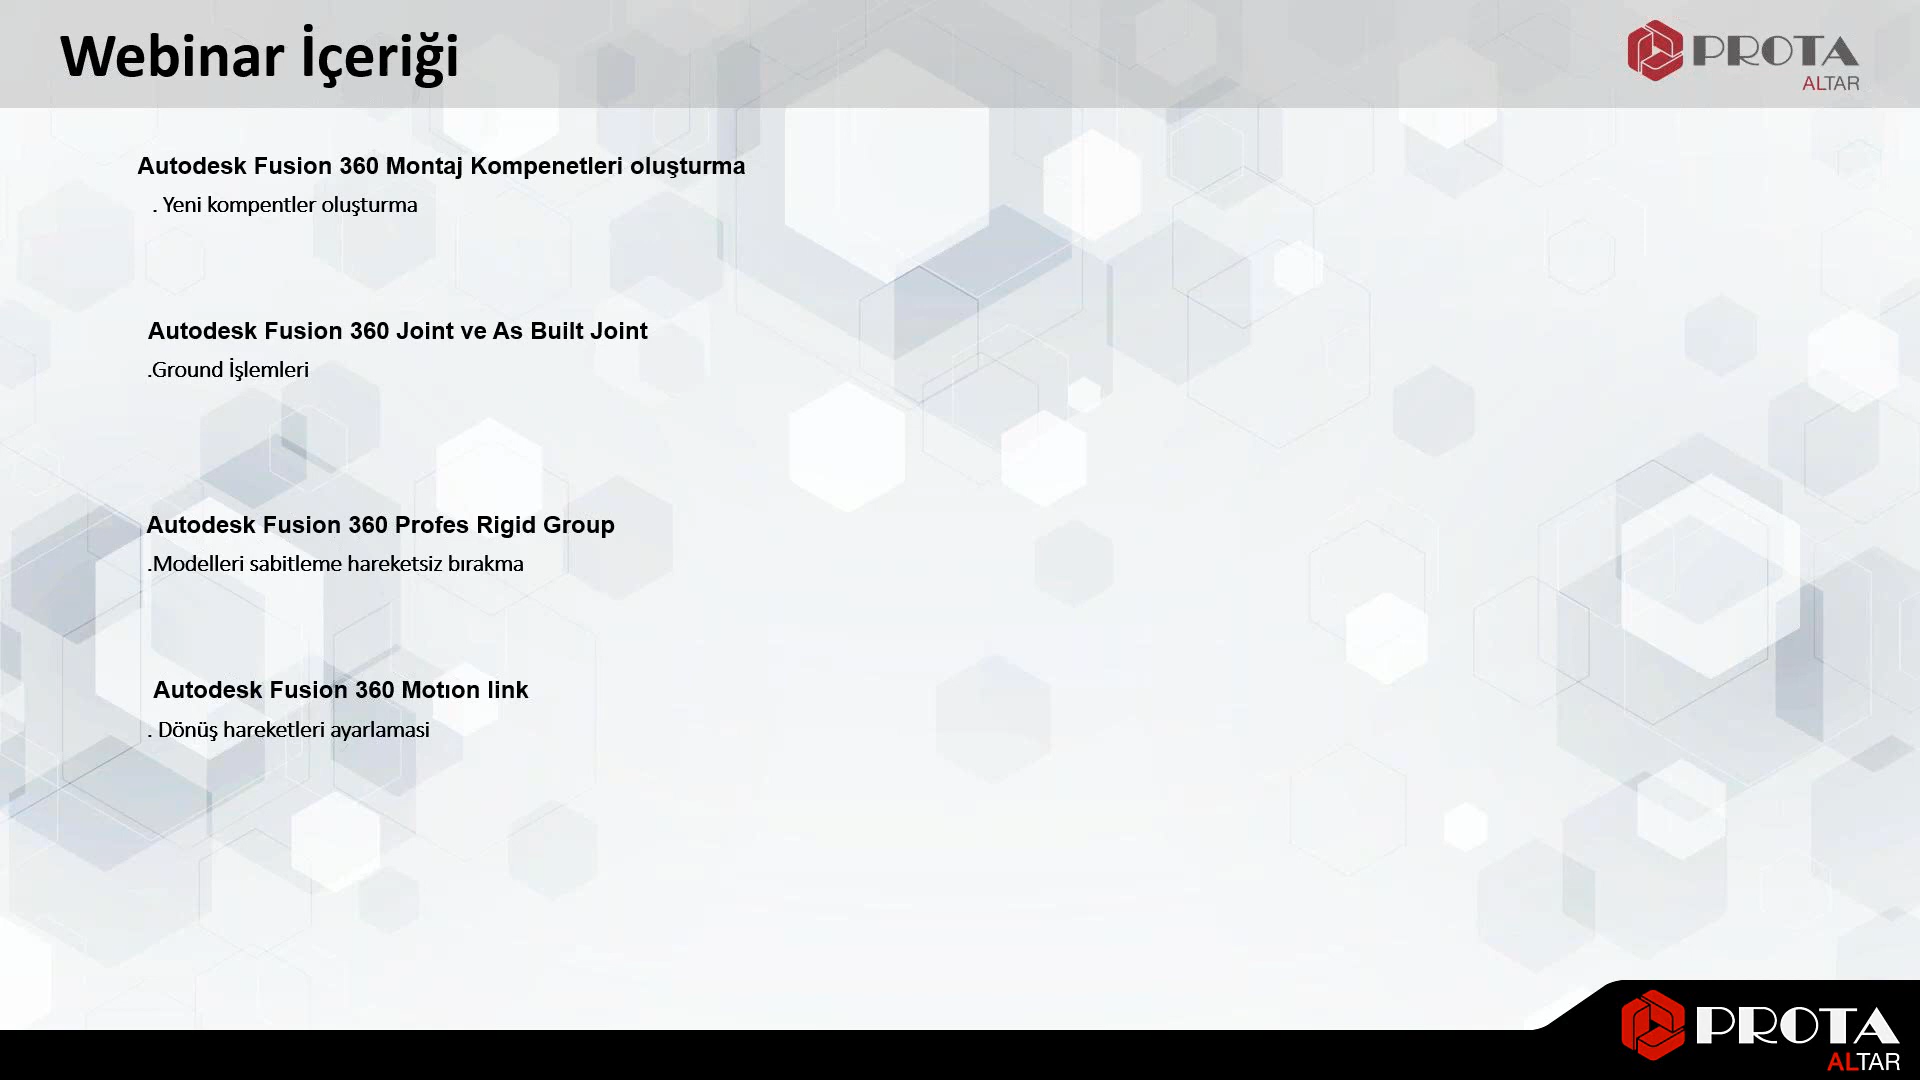 Webinar İçeriği
PROTA
ALTAR
Autodesk Fusion 360 Montaj Kompenetleri oluşturma
. Yeni kompentler oluşturma
Autodesk Fusion 360 Joint ve As Built Joint
.Ground İşlemleri
Autodesk Fusion 360 Profes Rigid Group
.Modelleri sabitleme hareketsiz bırakma
Autodesk Fusion 360 Motıon link
. Dönüş hareketleri ayarlamasi
PROTA
ALTAR